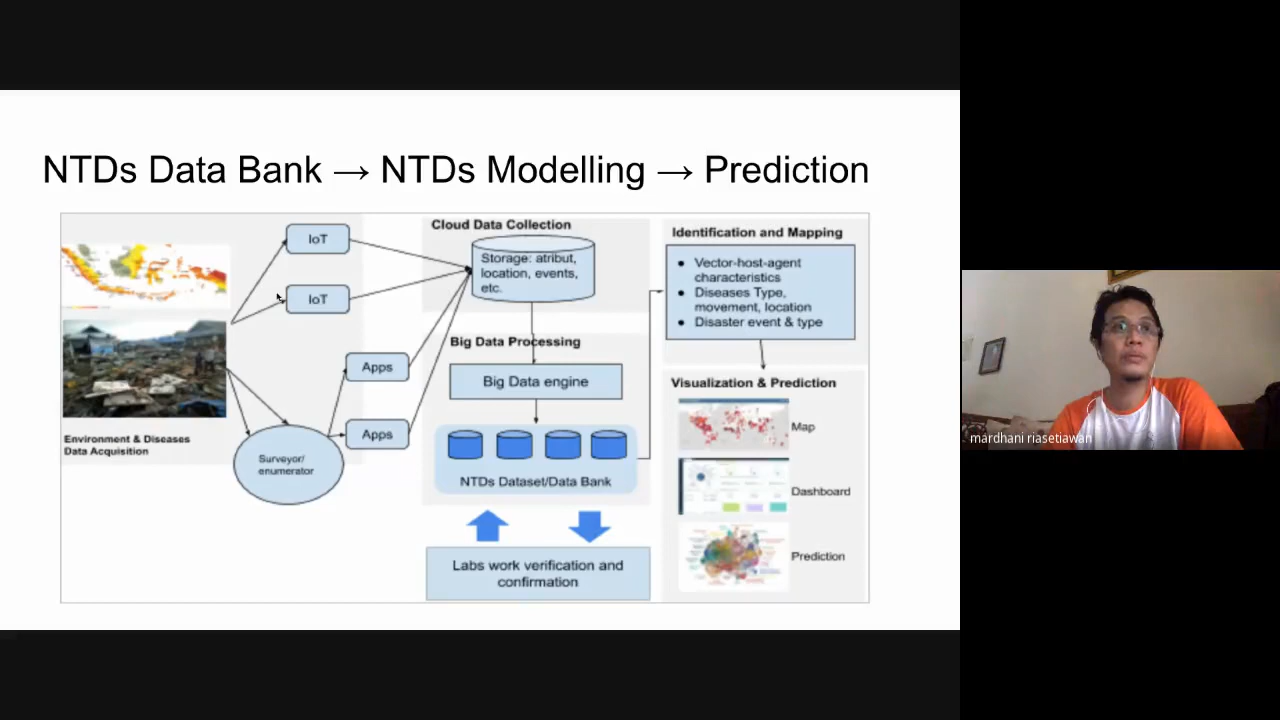 NTDs Data Bank → NTDs Modelling → Prediction
IoT
IoT
Apps
Apps
Environment & Diseases
Data Acquisition
Surveyor/
enumerator
Cloud Data Collection
Storage: atribut,
location, events,
etc.
Big Data Processing
Big Data engine
NTDs Dataset/Data Bank
Labs work verification and
confirmation
Identification and Mapping
● Vector-host-agent
characteristics
● Diseases Type,
movement, location
● Disaster event & type
Visualization & Prediction
Map
Dashboard
Prediction
mardhani riasetiawan